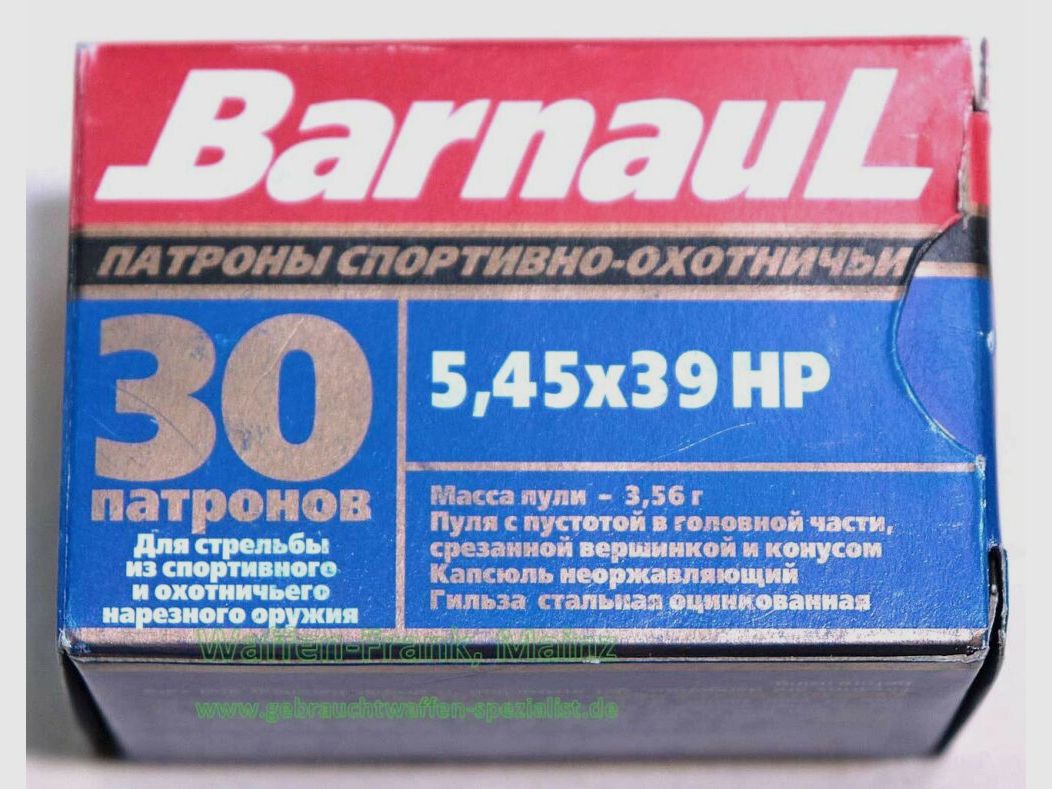 Barnaul
ПАТРОНЫ СПОРТИВНО-ОХОТНИЧЬИ
30
патронов
Для стрельбы
из спортивного
и охотничьего
нарезного оружия
5,45х39 HP
Масса пули – 3,56 г
Пуля с пустотой в головной части,
срезанной вершинкой и конусом
Капсюль неоржавляющий
Гильза стальная оцинкованная
Waffen-Frank, Mainz
www.gebrauchtwaffen-spezialist.de